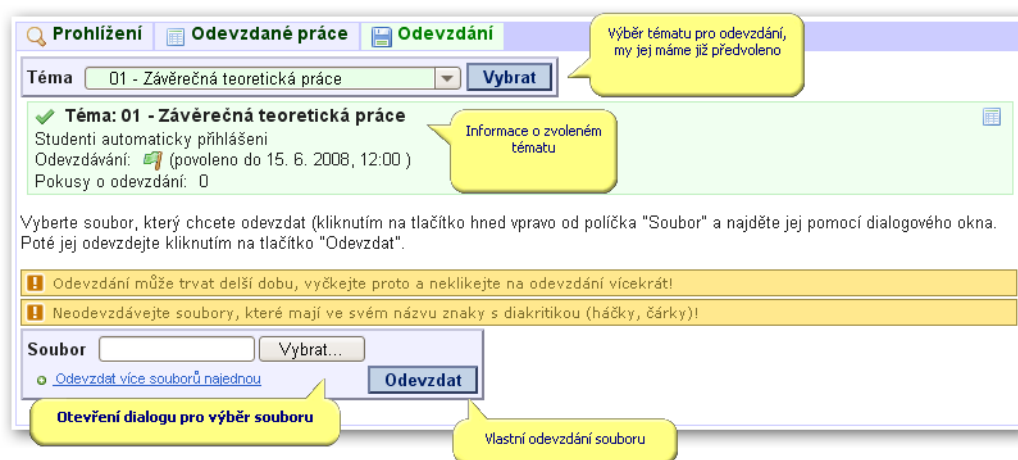 Prohlížení Odevzdané práce Odevzdání
Výběr tématu pro odevzdání,
my jej máme již předvoleno
Téma 01 - Závěrečná teoretická práce Vybrat
Téma: 01 - Závěrečná teoretická práce
Studenti automaticky přihlášeni
Odevzdávání: (povoleno do 15. 6. 2008, 12:00 )
Pokusy o odevzdání: 0
Informace o zvoleném
tématu
Vyberte soubor, který chcete odevzdat (kliknutím na tlačítko hned vpravo od políčka "Soubor" a najděte jej pomocí dialogového okna.
Poté jej odevzdejte kliknutím na tlačítko "Odevzdat".
Odevzdání může trvat delší dobu, vyčkejte proto a neklikejte na odevzdání vícekrát!
Neodevzdávejte soubory, které mají ve svém názvu znaky s diakritikou (háčky, čárky)!
Soubor Vybrat...
Odevzdat více souborů najednou Odevzdat
Otevření dialogu pro výběr souboru
Vlastní odevzdání souboru